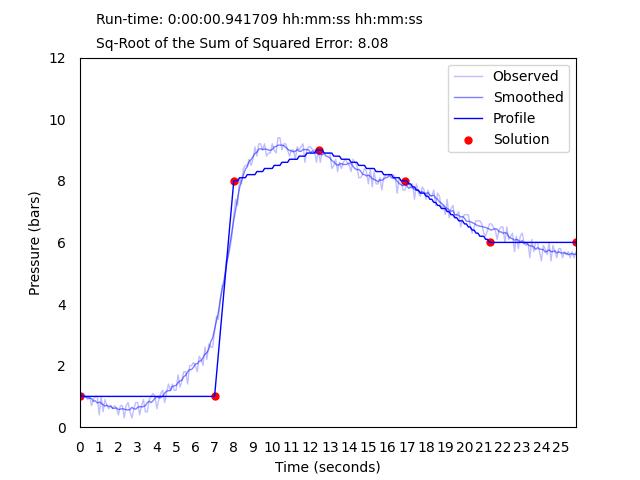 Run-time: 0:00:00.941709 hh:mm:ss hh:mm:ss
Sq-Root of the Sum of Squared Error: 8.08
12
10
8
6
4
2
0
Pressure (bars)
Observed
Smoothed
Profile
Solution
0 1 2 3 4 5 6 7 8 9 10 11 12 13 14 15 16 17 18 19 20 21 22 23 24 25
Time (seconds)